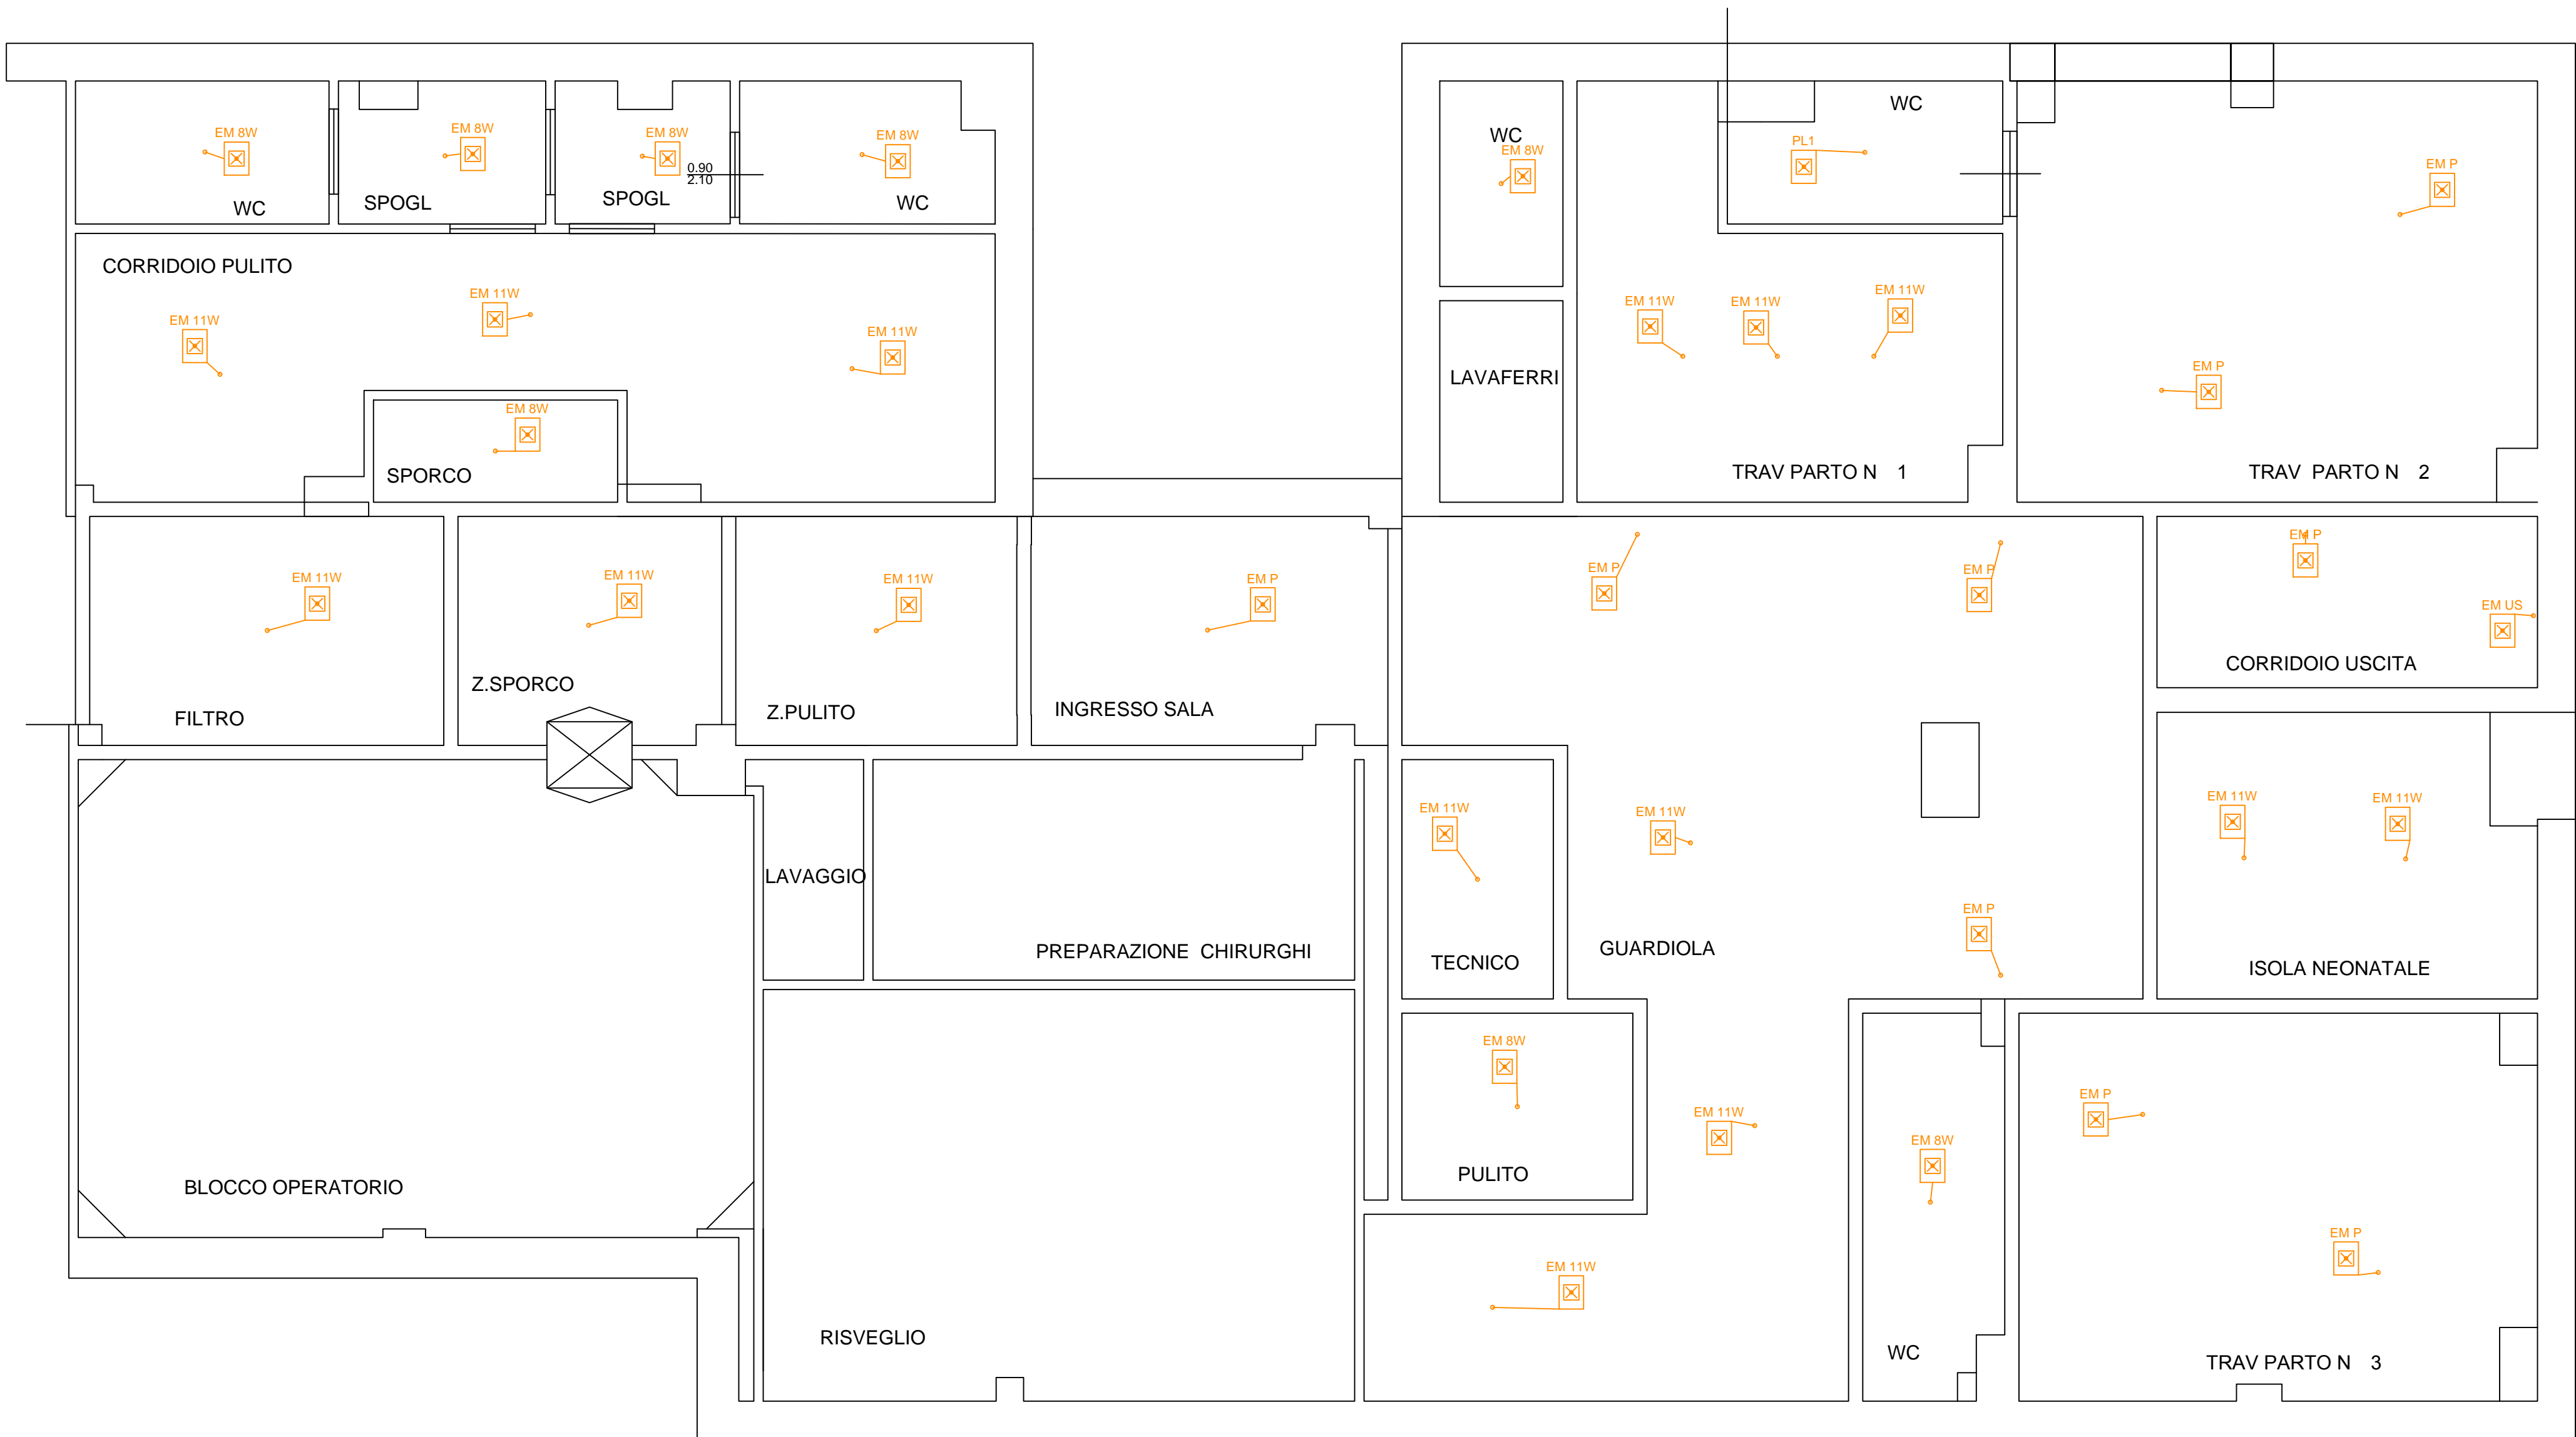 EM 8W
EM 8W
EM 8W
EM 8W
0.90
2.10
WC
SPOGL
SPOGL
WC
WC
EM 8W
WC
PL1
EM P
CORRIDOIO PULITO
EM 11W
EM 11W
EM 11W
EM 11W
EM 11W
EM 11W
EM P
LAVAFERRI
EM 8W
SPORCO
TRAV PARTO N 1
TRAV PARTO N 2
EM 11W
EM 11W
EM 11W
EM P
EM P
EM P
EM P
EM US
FILTRO
Z.SPORCO
Z.PULITO
INGRESSO SALA
CORRIDOIO USCITA
EM 11W
EM 11W
EM 11W
EM 11W
LAVAGGIO
EM P
PREPARAZIONE CHIRURGHI
TECNICO
GUARDIOLA
ISOLA NEONATALE
EM 8W
EM 11W
EM 8W
EM P
PULITO
BLOCCO OPERATORIO
EM P
EM 11W
RISVEGLIO
WC
TRAV PARTO N 3